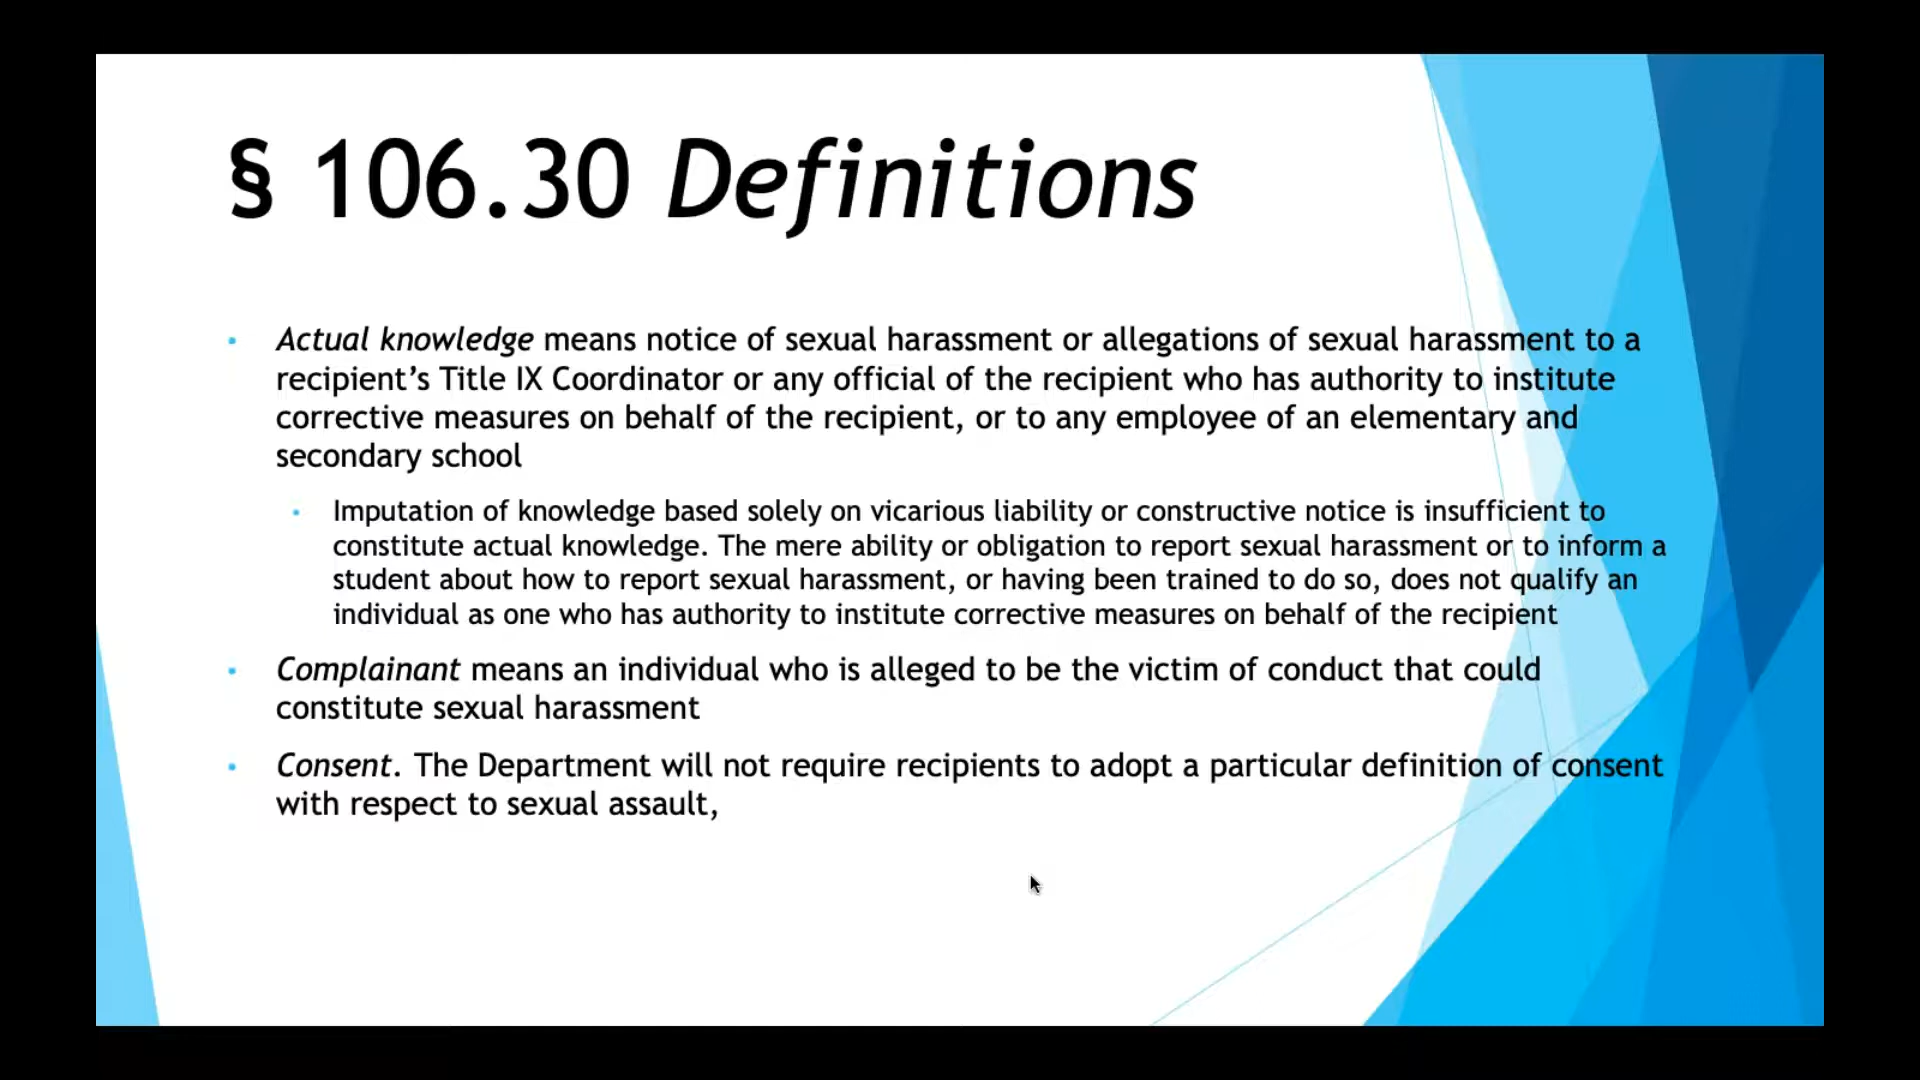 § 106.30 Definitions
• Actual knowledge means notice of sexual harassment or allegations of sexual harassment to a
recipient’s Title IX Coordinator or any official of the recipient who has authority to institute
corrective measures on behalf of the recipient, or to any employee of an elementary and
secondary school
• Imputation of knowledge based solely on vicarious liability or constructive notice is insufficient to
constitute actual knowledge. The mere ability or obligation to report sexual harassment or to inform a
student about how to report sexual harassment, or having been trained to do so, does not qualify an
individual as one who has authority to institute corrective measures on behalf of the recipient
• Complainant means an individual who is alleged to be the victim of conduct that could
constitute sexual harassment
• Consent. The Department will not require recipients to adopt a particular definition of consent
with respect to sexual assault,